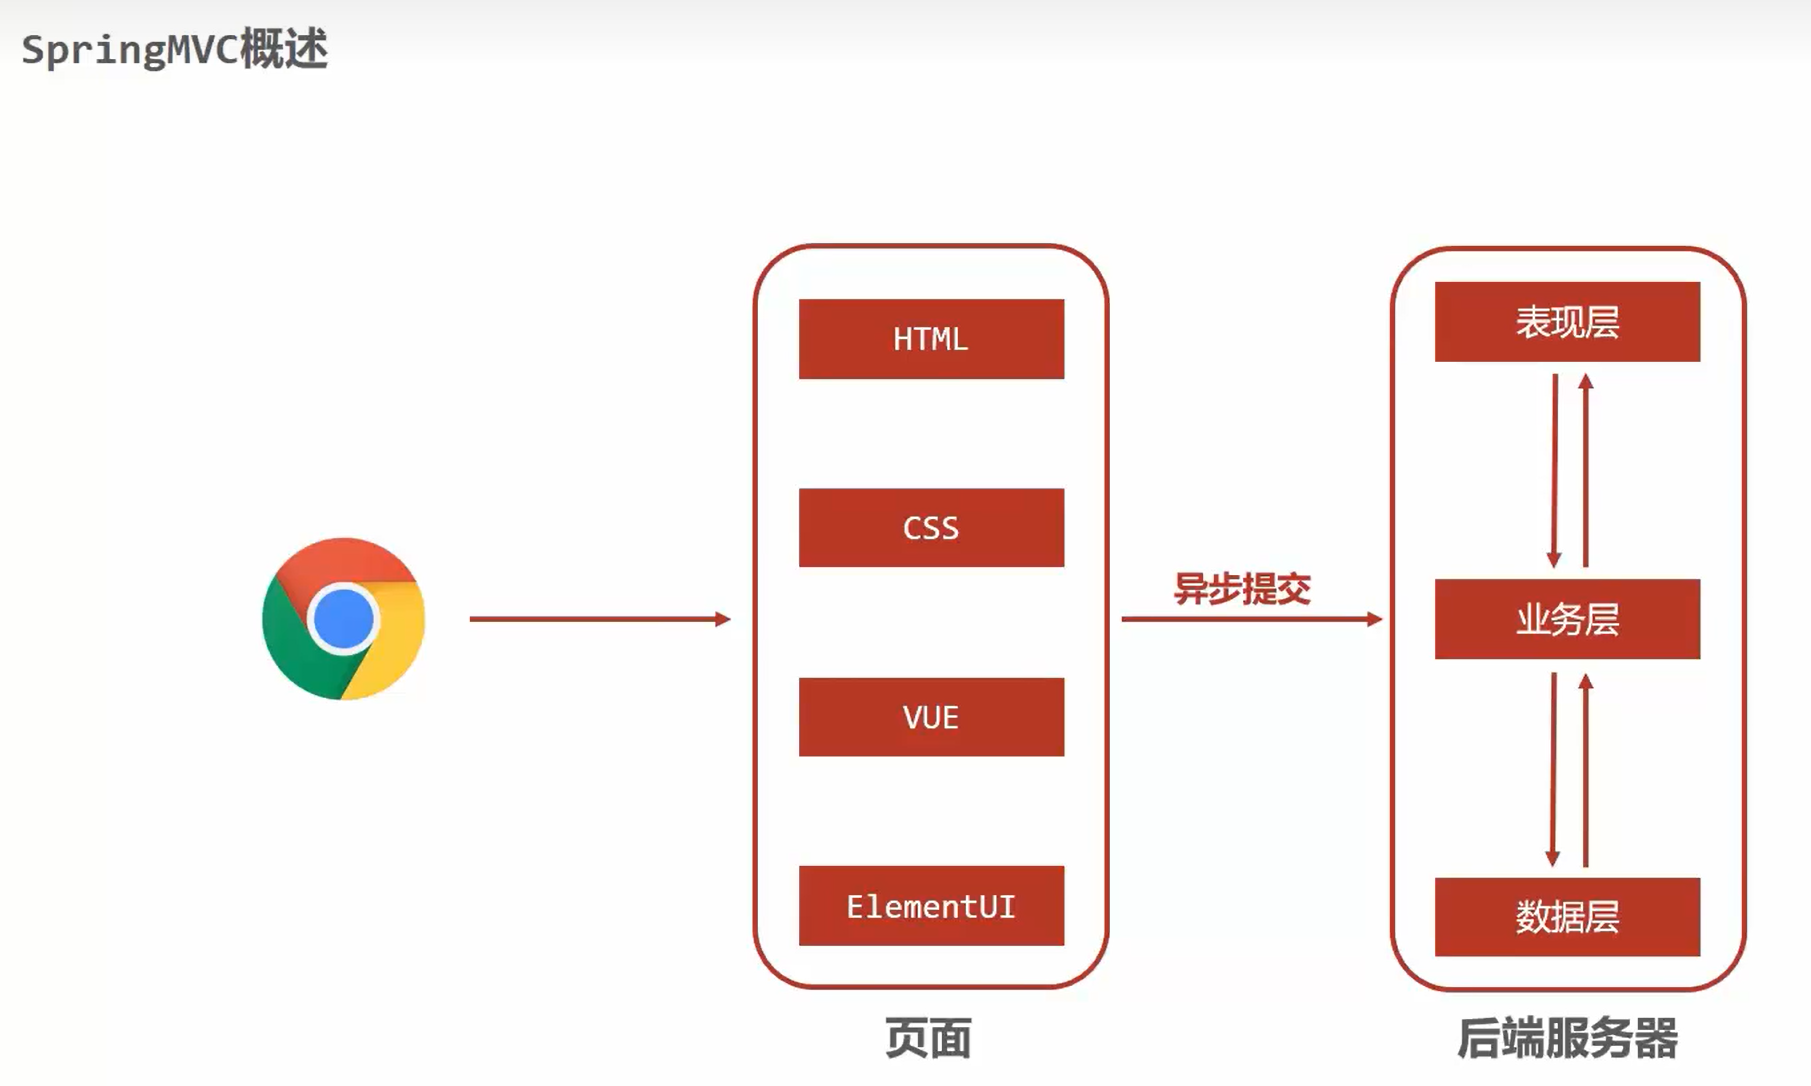 SpringMVC概述
HTML
CSS
VUE
ElementUI
页面
异步提交
表现层
业务层
数据层
后端服务器